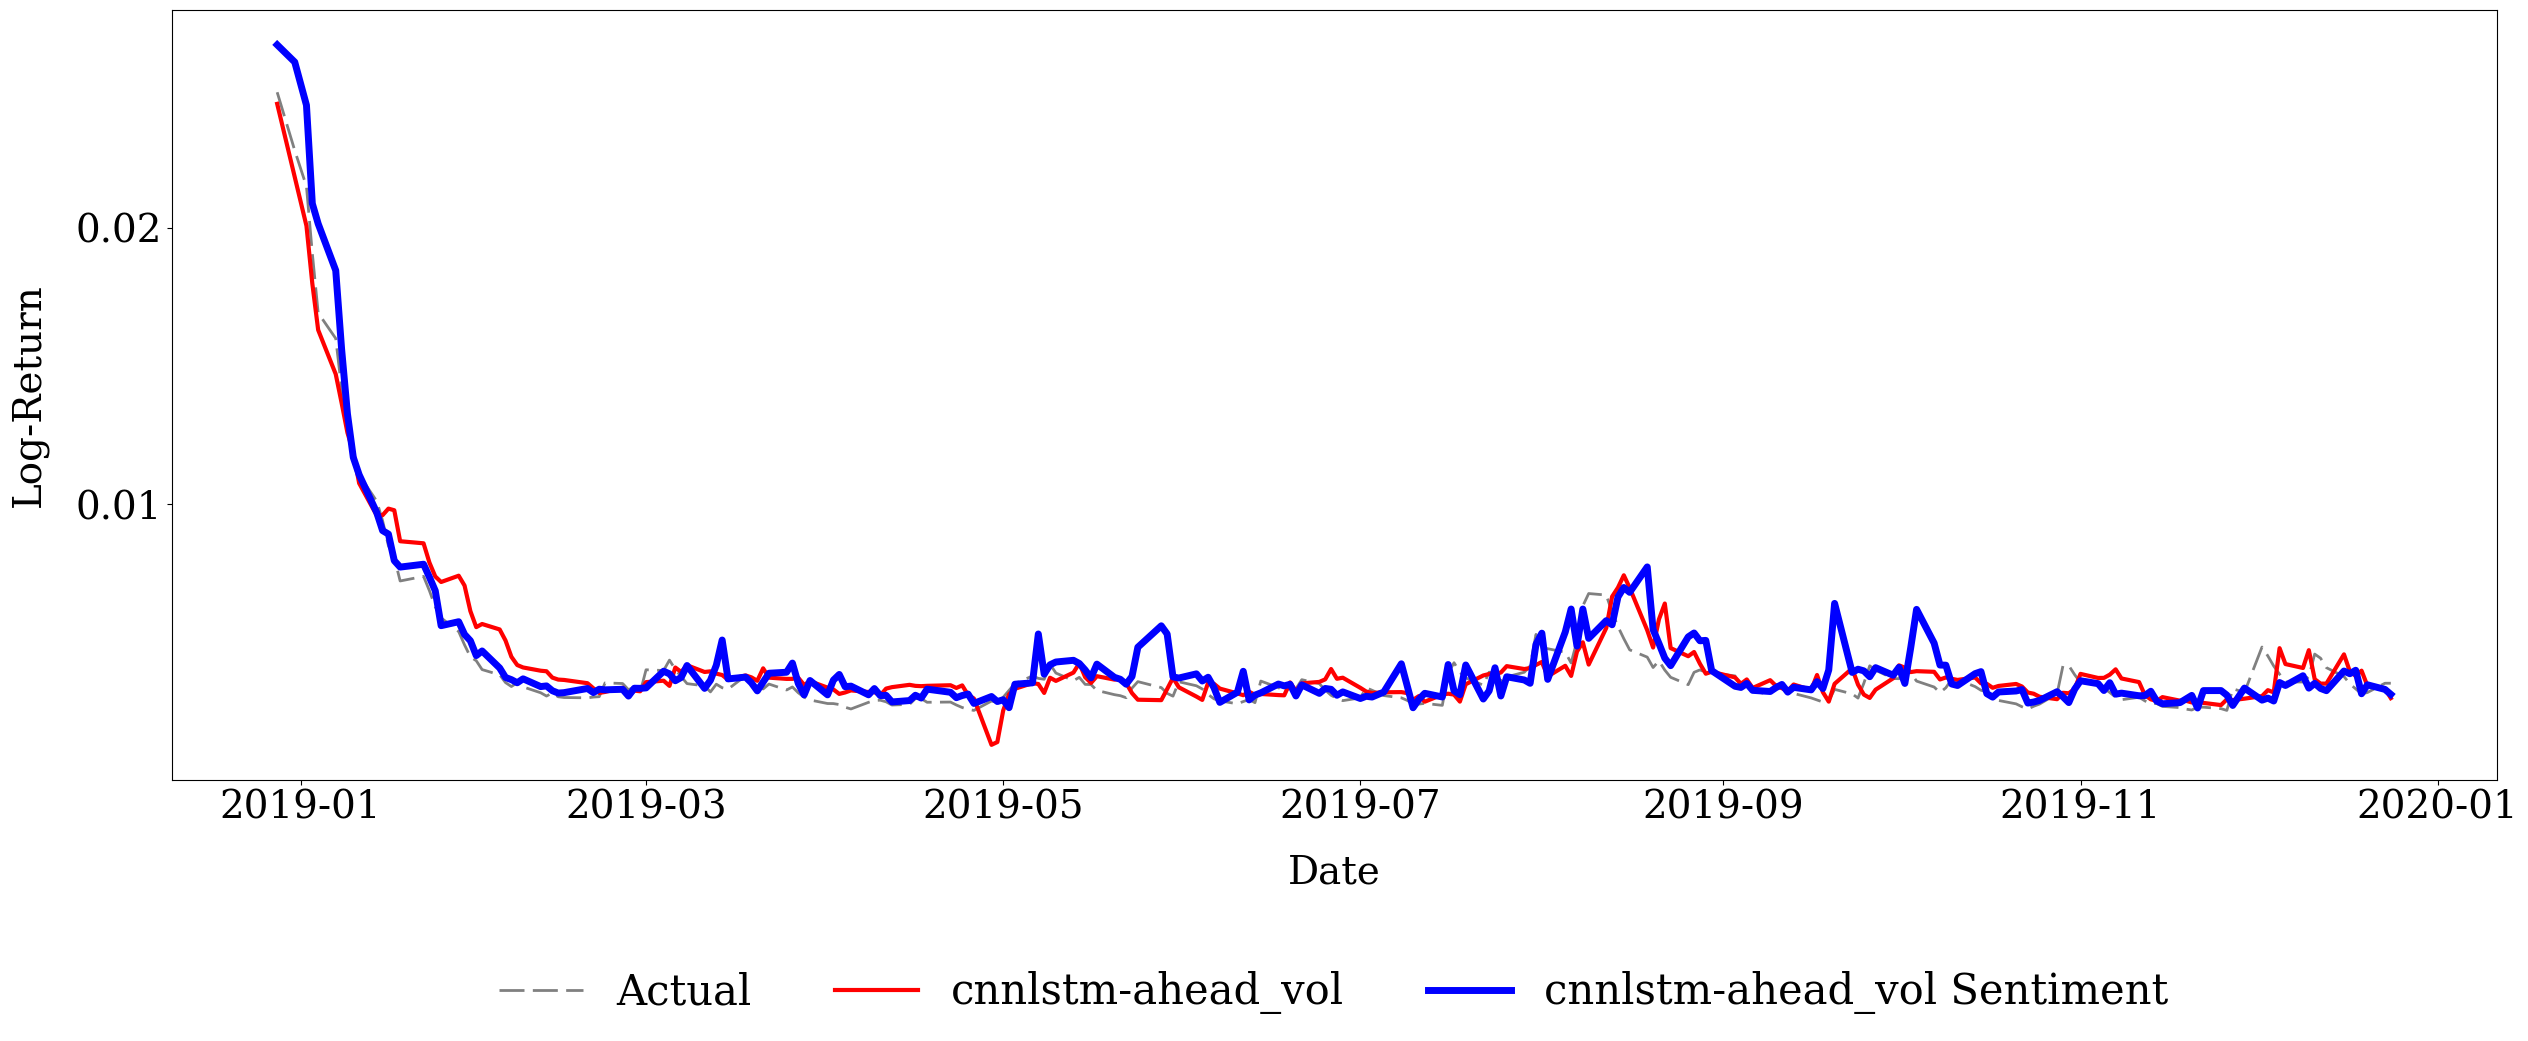 Log-Return
0.02
0.01
2019-01 2019-03 2019-05 2019-07 2019-09 2019-11 2020-01
Date
Actual cnnlstm-ahead_vol cnnlstm-ahead_vol Sentiment